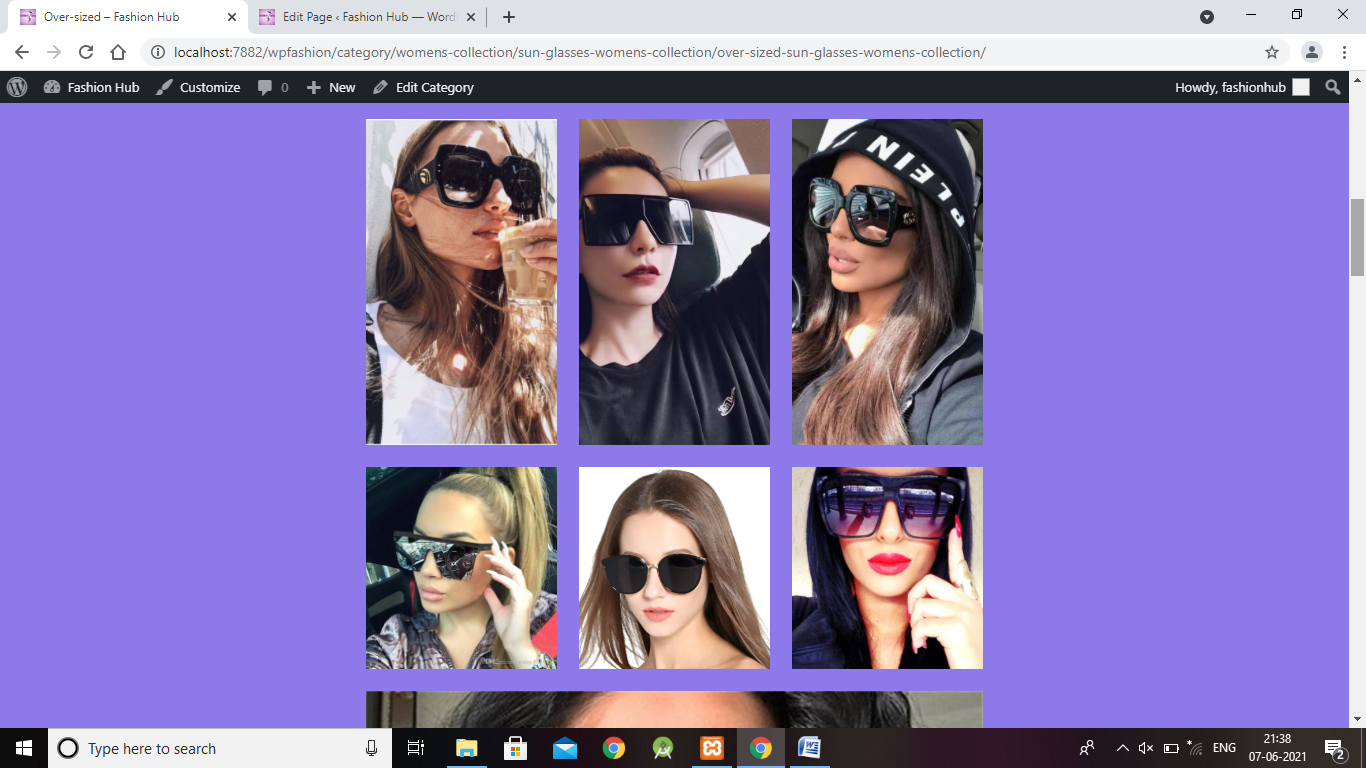 Over-sized – Fashion Hub
Edit Page ‹ Fashion Hub — Word
localhost:7882/wpfashion/category/womens-collection/sun-glasses-womens-collection/over-sized-sun-glasses-womens-collection/
Fashion Hub Customize 0 New Edit Category Howdy, fashionhub
PLEIN
Type here to search
ENG
21:38
07-06-2021
2